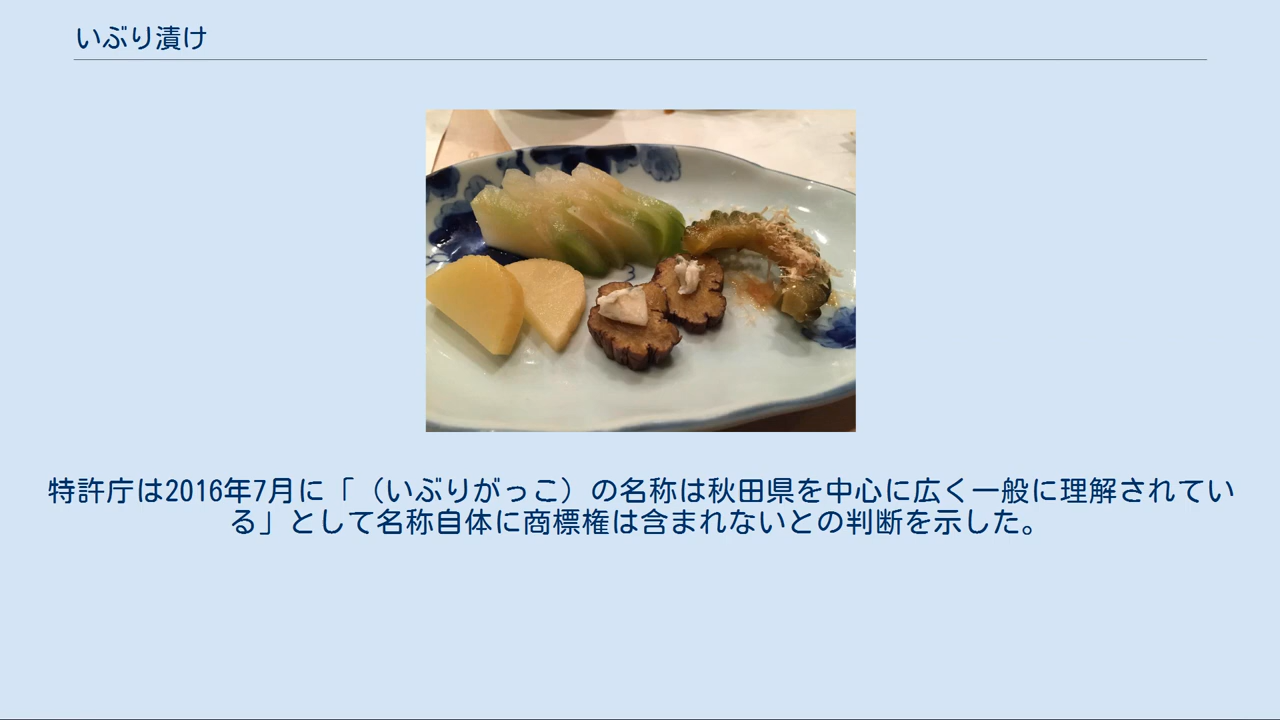 いぶり漬け
特許庁は2016年7月に「（いぶりがっこ）の名称は秋田県を中心に広く一般に理解されてい
る」として名称自体に商標権は含まれないとの判断を示した。